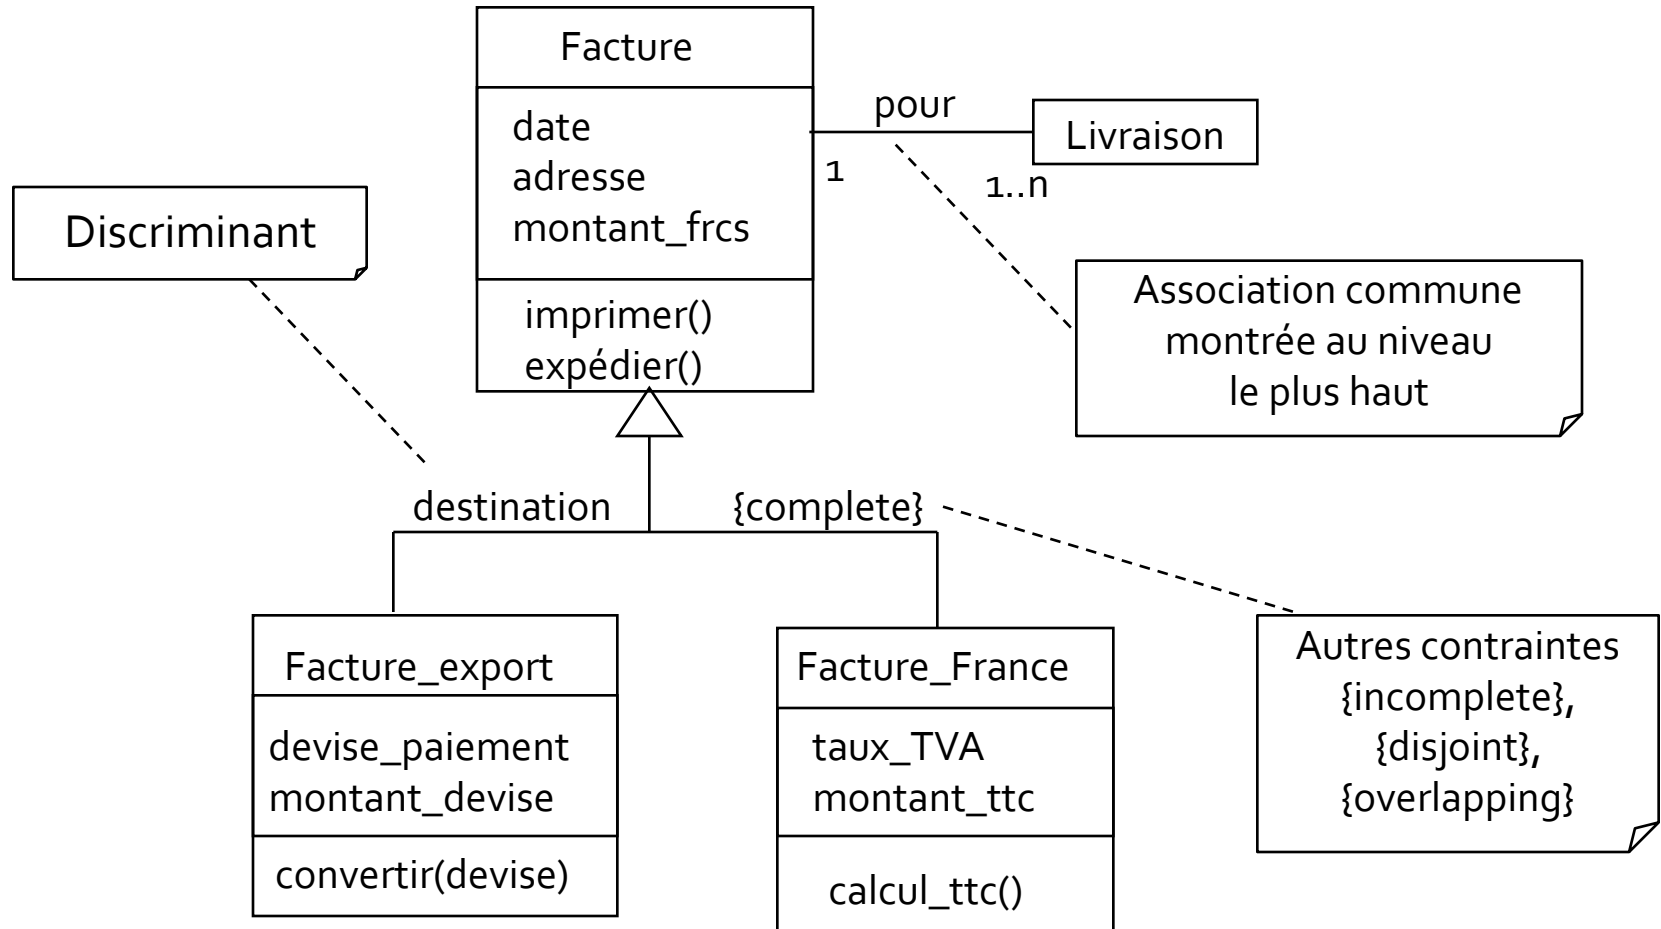 Facture
date
adresse
montant_frcs
imprimer()
expédier()
pour
1
1..n
Livraison
Discriminant
Association commune
montrée au niveau
le plus haut
destination
{complete}
Facture_export
devise_paiement
montant_devise
convertir(devise)
Facture_France
taux_TVA
montant_ttc
calcul_ttc()
Autres contraintes
{incomplete},
{disjoint},
{overlapping}